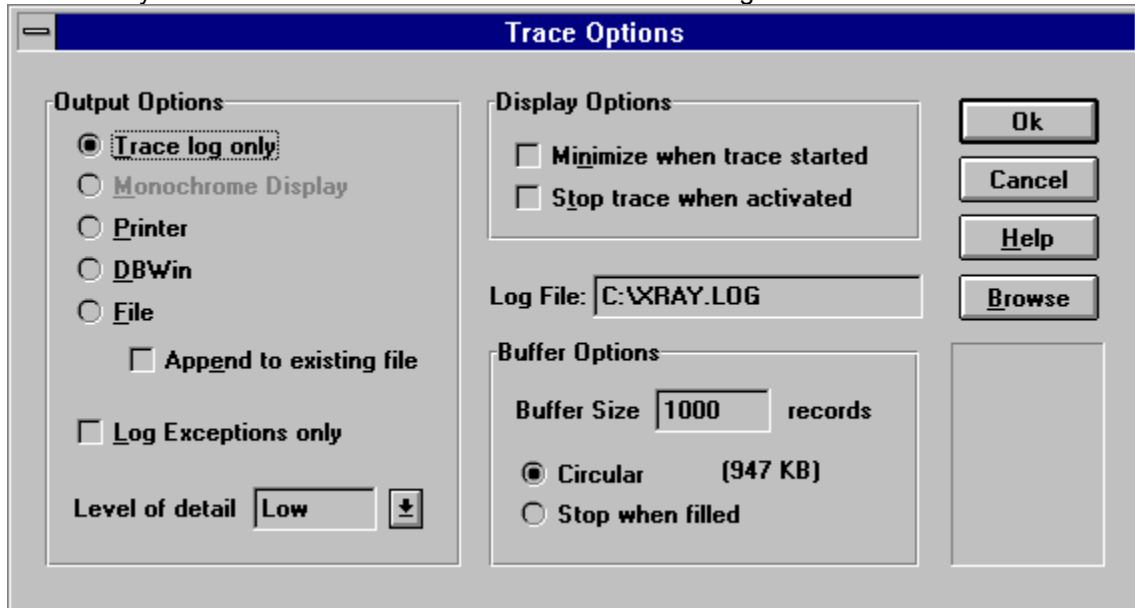 Trace Options
Output Options
Trace log only
Monochrome Display
Printer
DBWin
File
Append to existing file
Log Exceptions only
Level of detail Low
Display Options
Minimize when trace started
Stop trace when activated
Log File: C:\XRAY.LOG
Buffer Options
Buffer Size 1000 records
Circular (947 KB)
Stop when filled
Ok
Cancel
Help
Browse